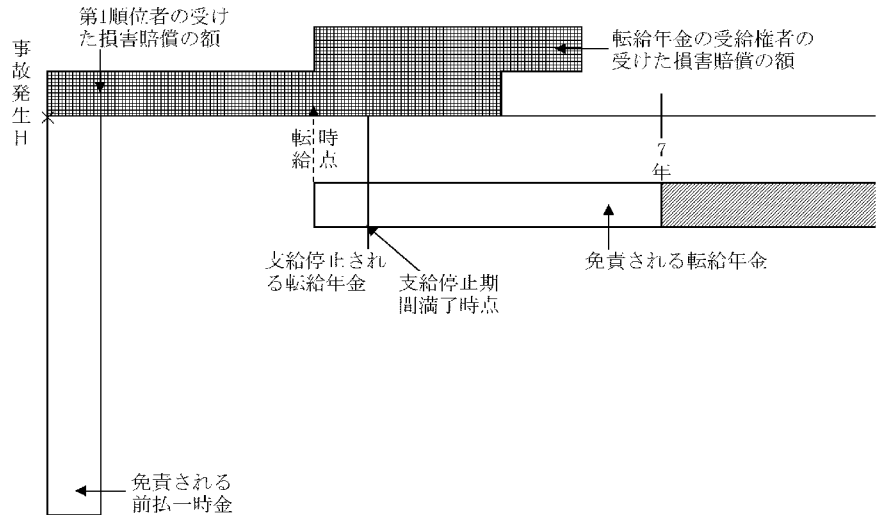 第1順位者の受け
た損害賠償の額
転給年金の受給権者の
受けた損害賠償の額
事故発生日
転給時点
7年
支給停止され
る転給年金
支給停止期
間満了時点
免責される転給年金
免責される
前払一時金